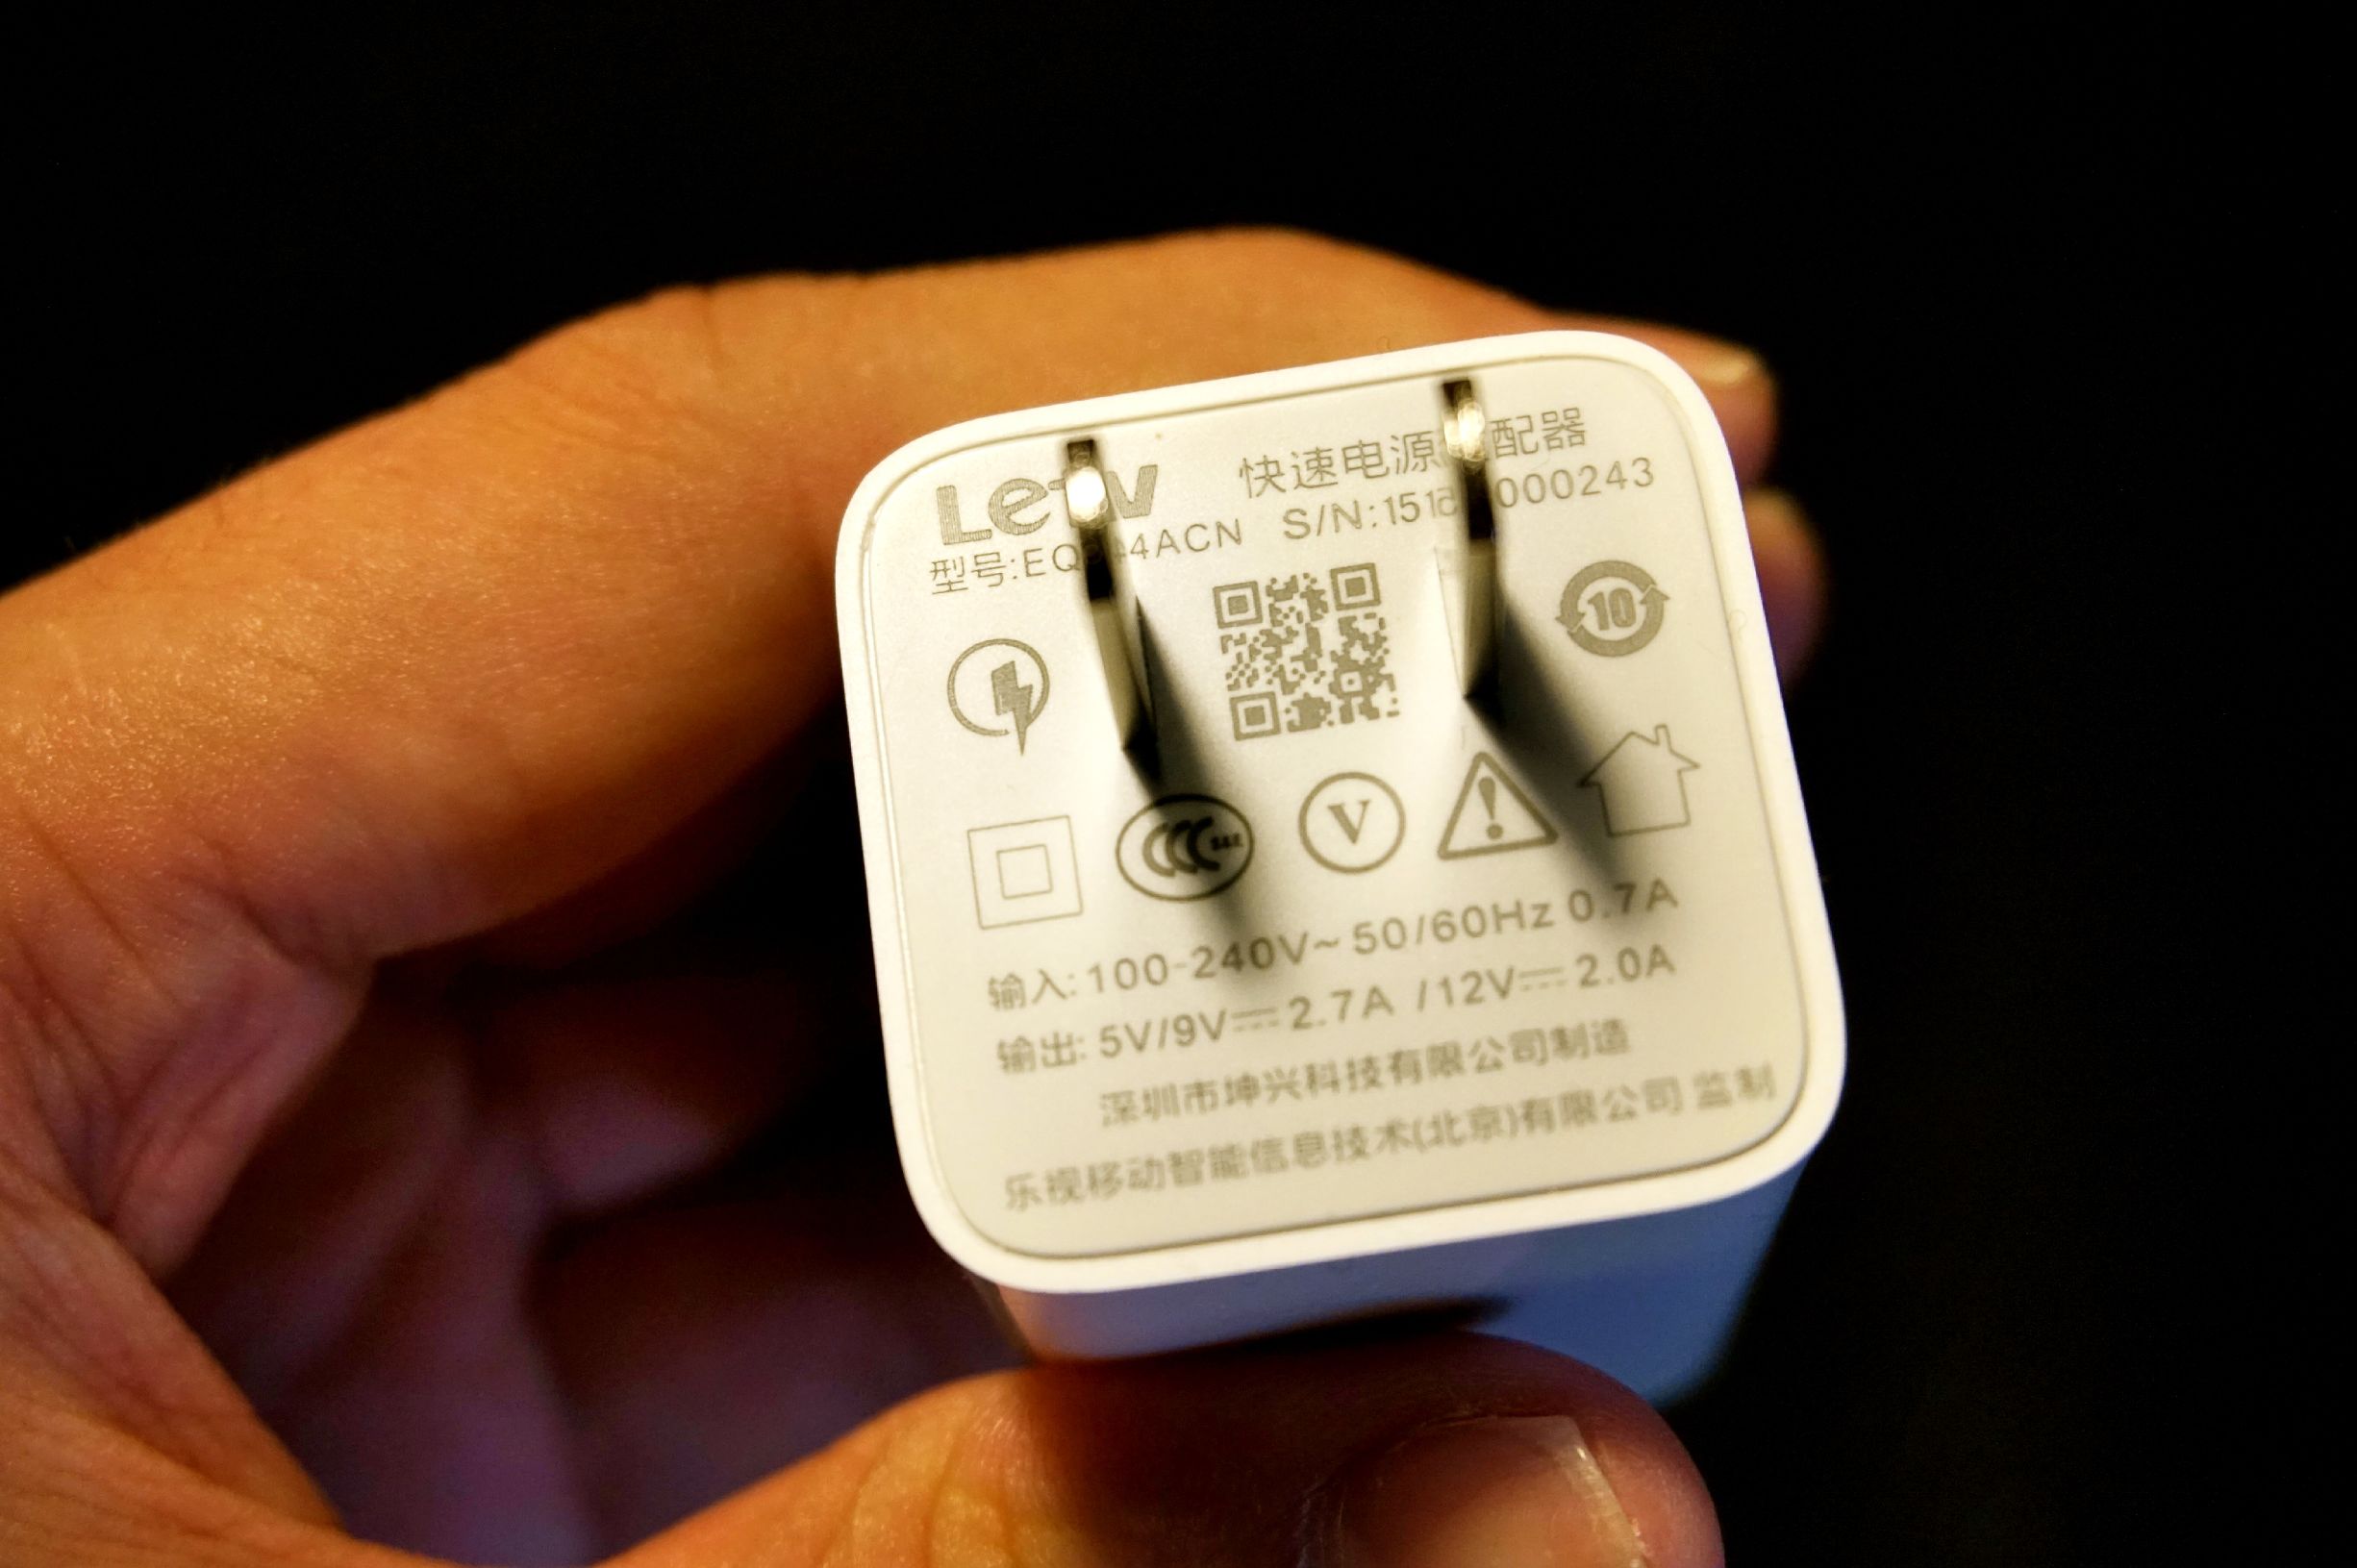 Letv 快速电源适配器
型号:EQ 4ACN S/N:151 000243
10
CCC S&E
V
!
输入: 100-240V~ 50/60Hz 0.7A
输出: 5V/9V⎓2.7A /12V⎓2.0A
深圳市坤兴科技有限公司制造
乐视移动智能信息技术(北京)有限公司 监制